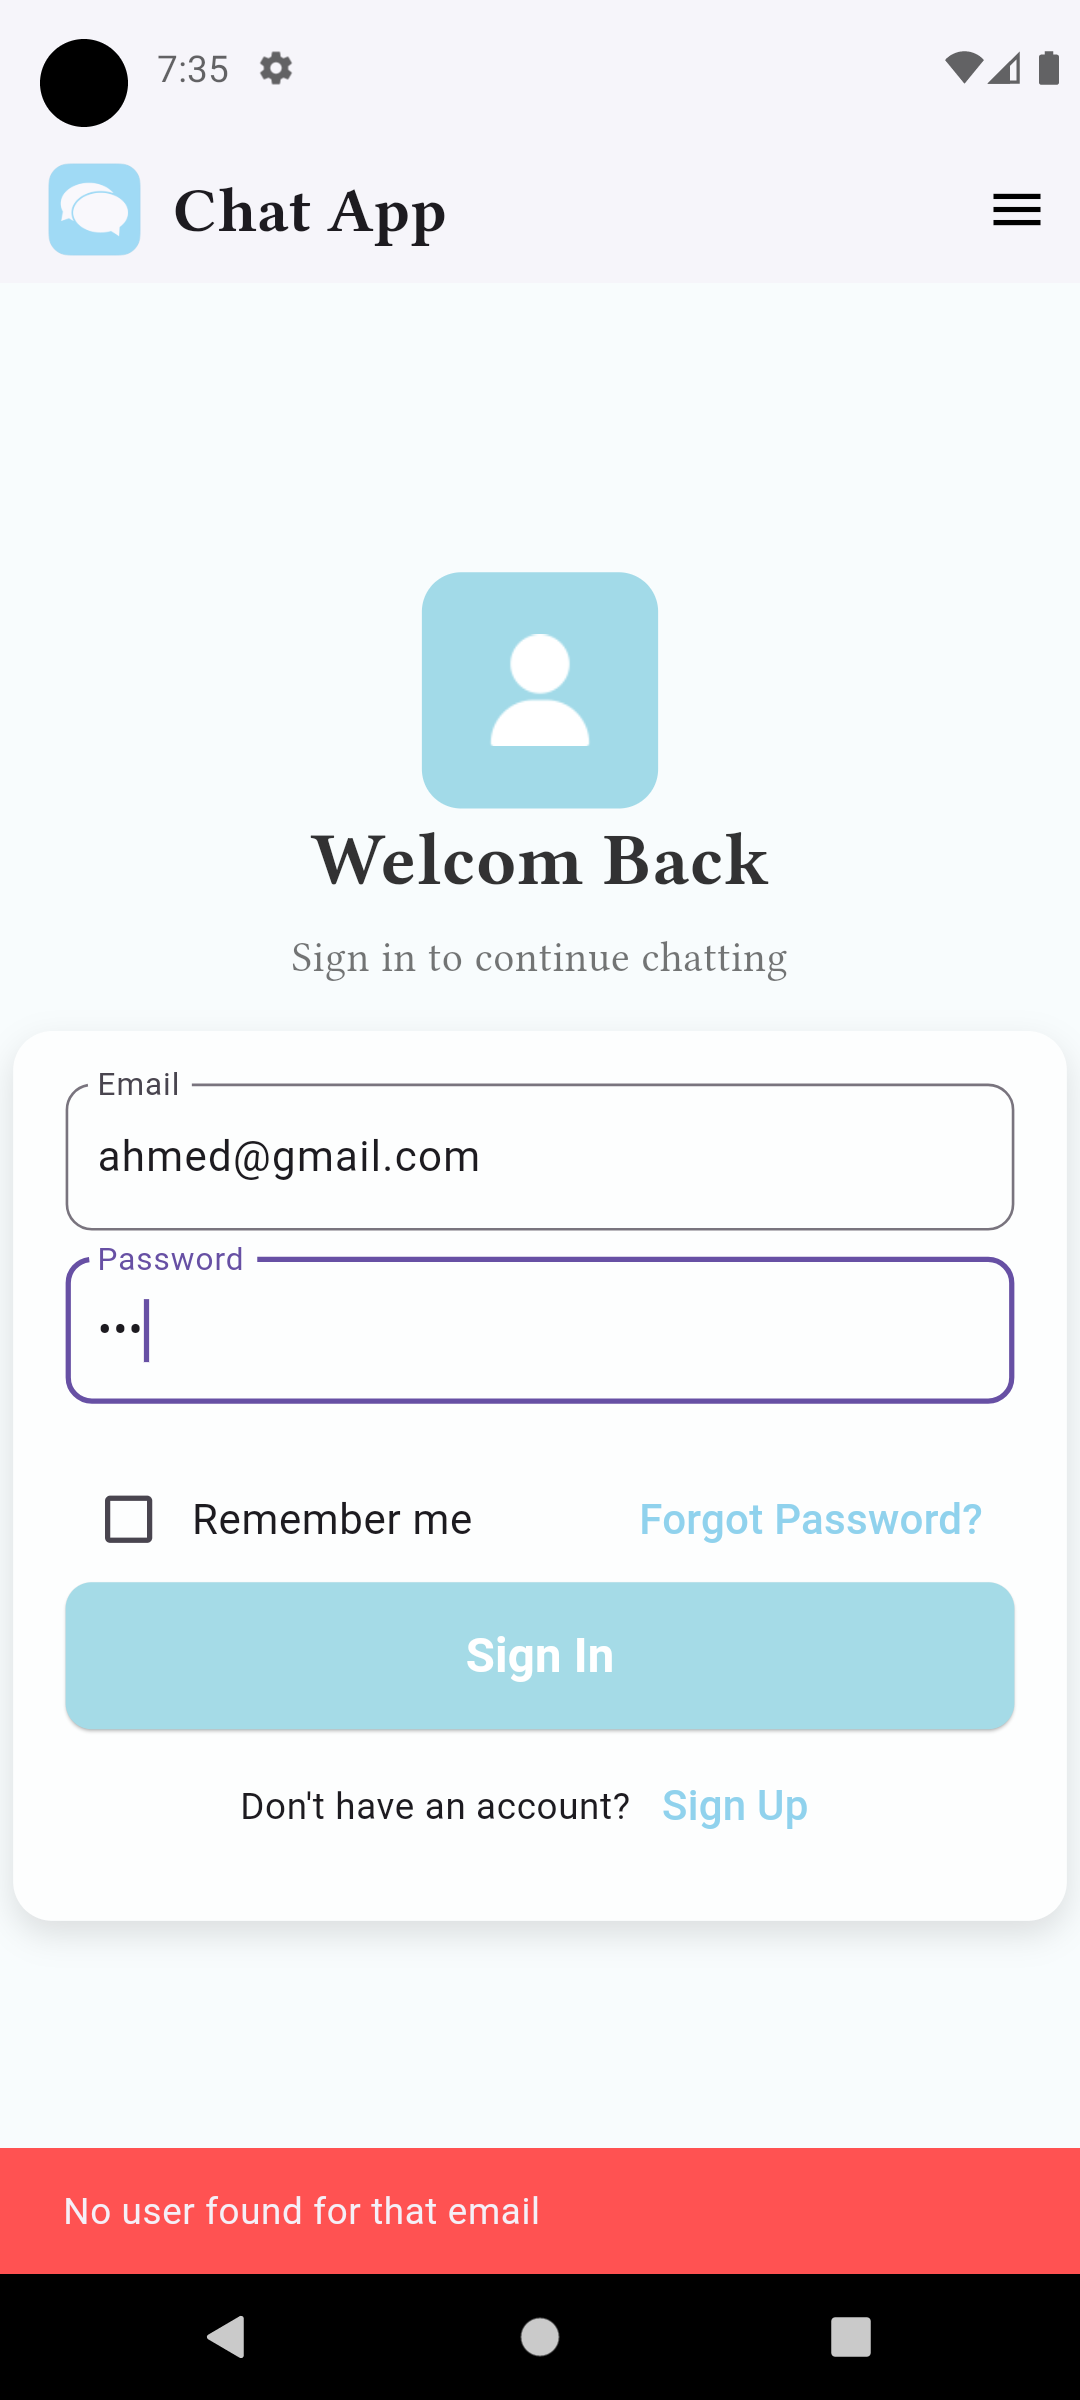 7:35
Chat App
Welcom Back
Sign in to continue chatting
Email
ahmed@gmail.com
Password
•••
Remember me Forgot Password?
Sign In
Don't have an account? Sign Up
No user found for that email